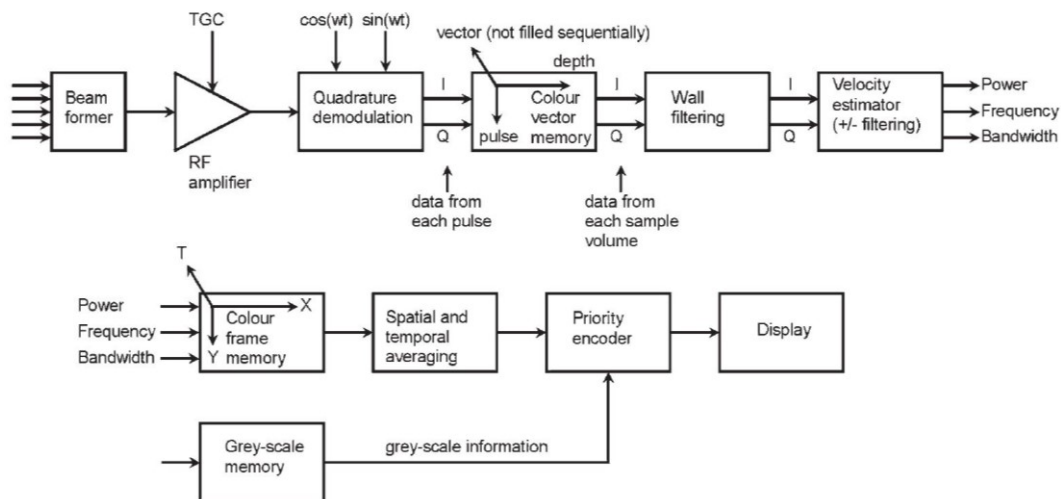 TGC
cos(wt) sin(wt)
vector (not filled sequentially)
depth
Beam
former
RF
amplifier
Quadrature
demodulation
I
Q
pulse
Colour
vector
memory
I
Q
Wall
filtering
I
Q
Velocity
estimator
(+/- filtering)
Power
Frequency
Bandwidth
data from
each pulse
data from
each sample
volume
T
Power
Frequency
Bandwidth
X
Y
Colour
frame
memory
Spatial and
temporal
averaging
Priority
encoder
Display
Grey-scale
memory
grey-scale information